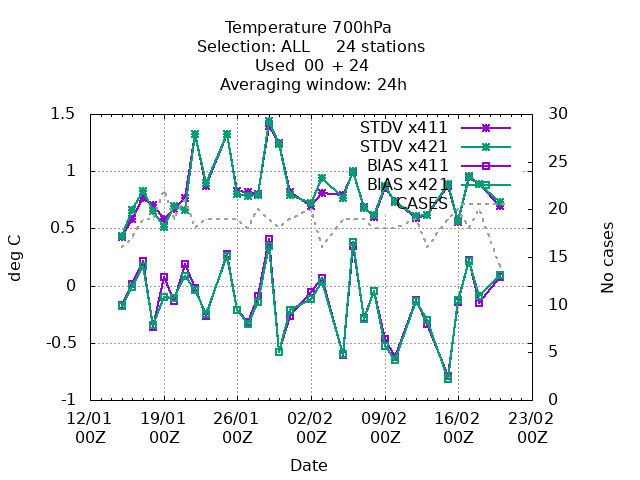 Temperature 700hPa
Selection: ALL     24 stations
Used  00  + 24
Averaging window: 24h
1.5
1
0.5
0
-0.5
-1
deg C
30
25
20
15
10
5
0
No cases
STDV x411
STDV x421
BIAS x411
BIAS x421
CASES
12/01 19/01 26/01 02/02 09/02 16/02 23/02
00Z 00Z 00Z 00Z 00Z 00Z 00Z
Date